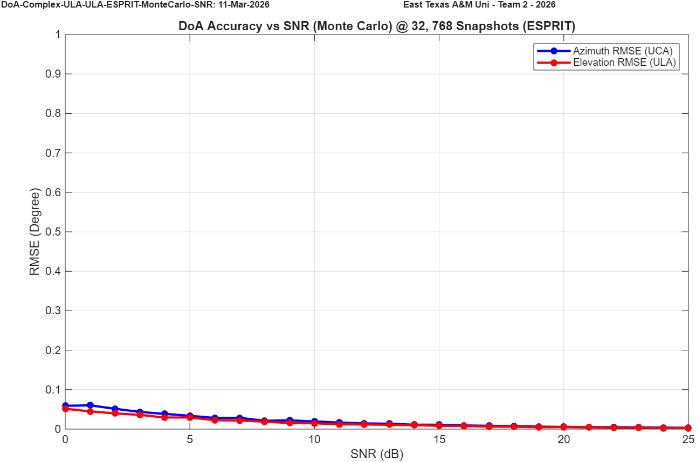 DoA-Complex-ULA-ULA-ESPRIT-MonteCarlo-SNR: 11-Mar-2026 East Texas A&M Uni - Team 2 - 2026
DoA Accuracy vs SNR (Monte Carlo) @ 32, 768 Snapshots (ESPRIT)
Azimuth RMSE (UCA)
Elevation RMSE (ULA)
RMSE (Degree)
1
0.9
0.8
0.7
0.6
0.5
0.4
0.3
0.2
0.1
0
0 5 10 15 20 25
SNR (dB)